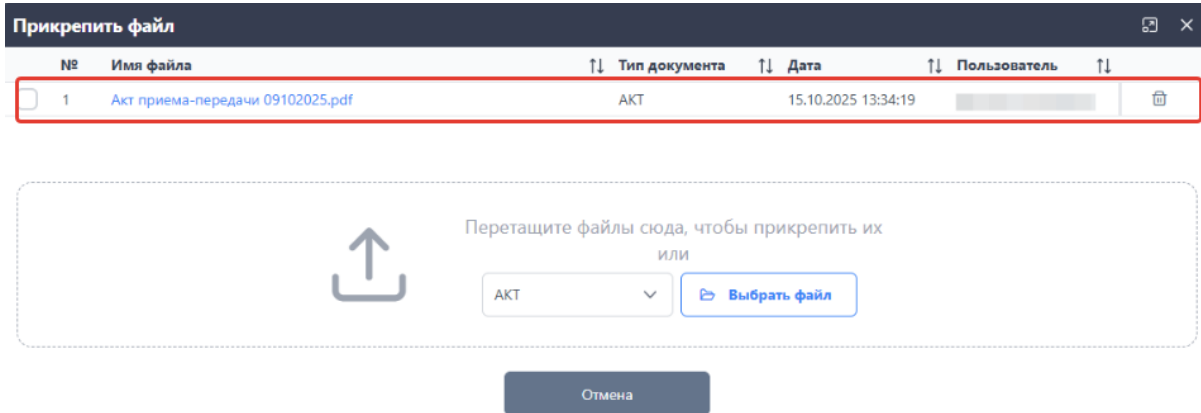 Прикрепить файл
№ Имя файла Тип документа Дата Пользователь
1 Акт приема-передачи 09102025.pdf АКТ 15.10.2025 13:34:19
Перетащите файлы сюда, чтобы прикрепить их
или
АКТ Выбрать файл
Отмена